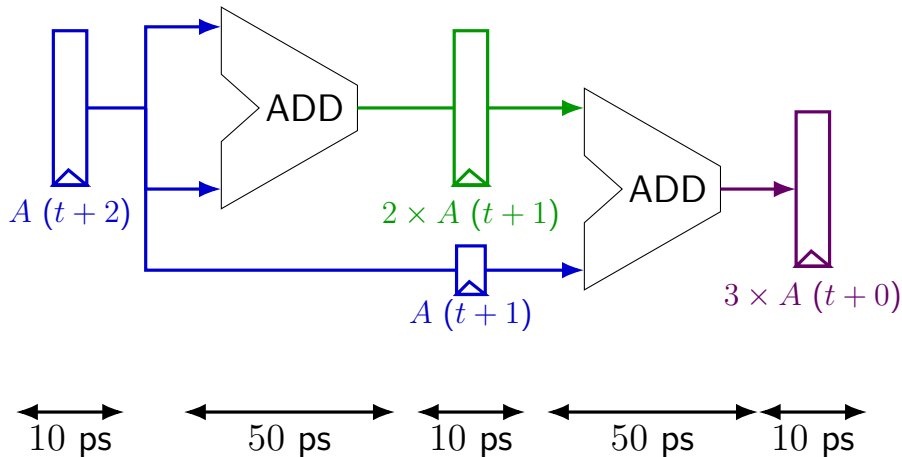 ADD
ADD
A (t + 2)
2 × A (t + 1)
A (t + 1)
3 × A (t + 0)
10 ps
50 ps
10 ps
50 ps
10 ps